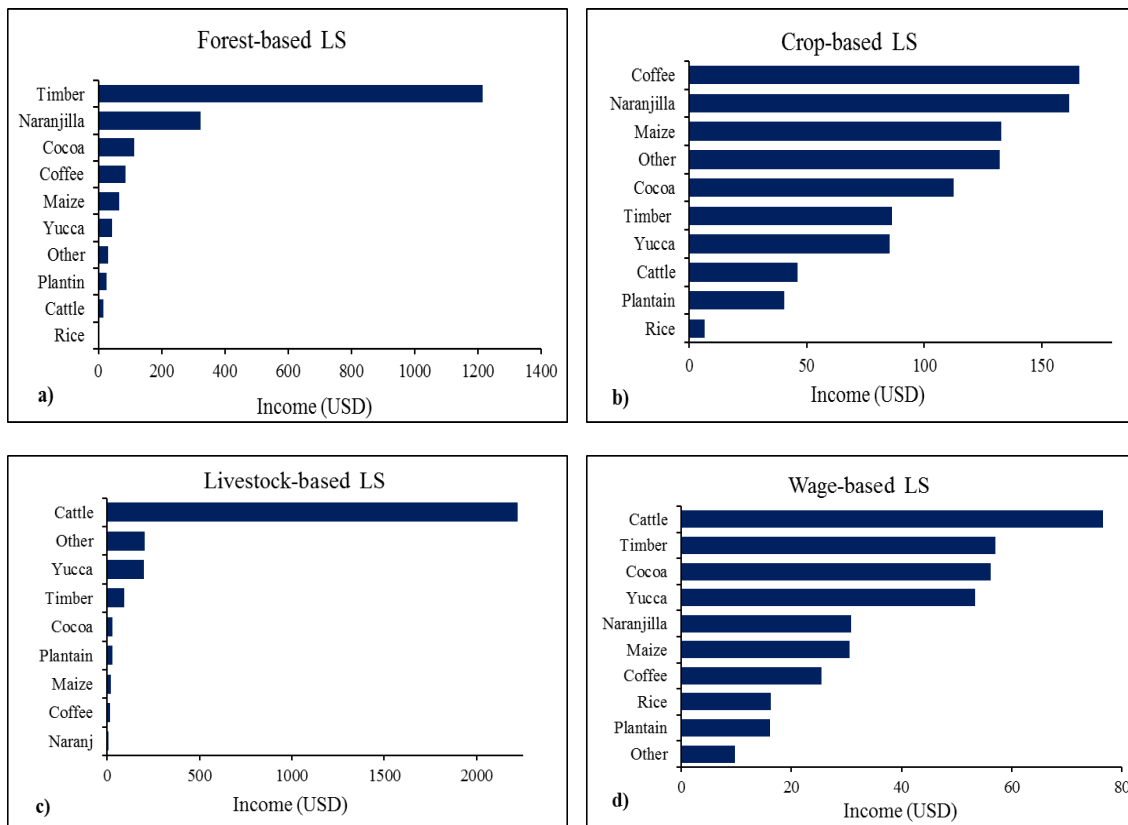 Forest-based LS
Timber
Naranjilla
Cocoa
Coffee
Maize
Yucca
Other
Plantin
Cattle
Rice
0 200 400 600 800 1000 1200 1400
Income (USD)
a)
Crop-based LS
Coffee
Naranjilla
Maize
Other
Cocoa
Timber
Yucca
Cattle
Plantain
Rice
0 50 100 150
Income (USD)
b)
Livestock-based LS
Cattle
Other
Yucca
Timber
Cocoa
Plantain
Maize
Coffee
Naranj
0 500 1000 1500 2000
Income (USD)
c)
Wage-based LS
Cattle
Timber
Cocoa
Yucca
Naranjilla
Maize
Coffee
Rice
Plantain
Other
0 20 40 60 80
Income (USD)
d)